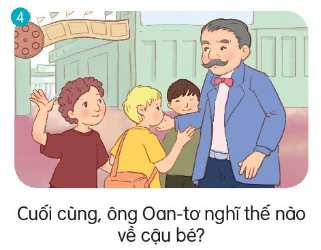 4
Cuối cùng, ông Oan-tơ nghĩ thế nào
về cậu bé?